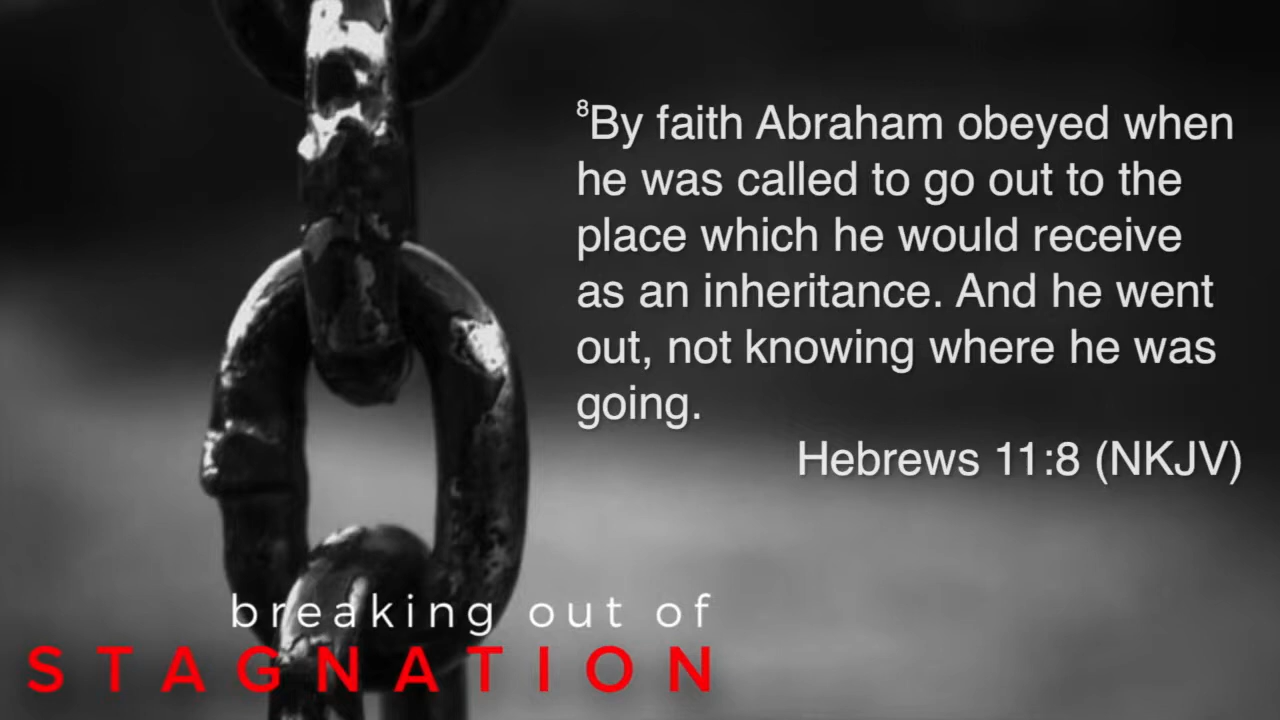 ⁸By faith Abraham obeyed when
he was called to go out to the
place which he would receive
as an inheritance. And he went
out, not knowing where he was
going.
Hebrews 11:8 (NKJV)
breaking out of
STAGNATION